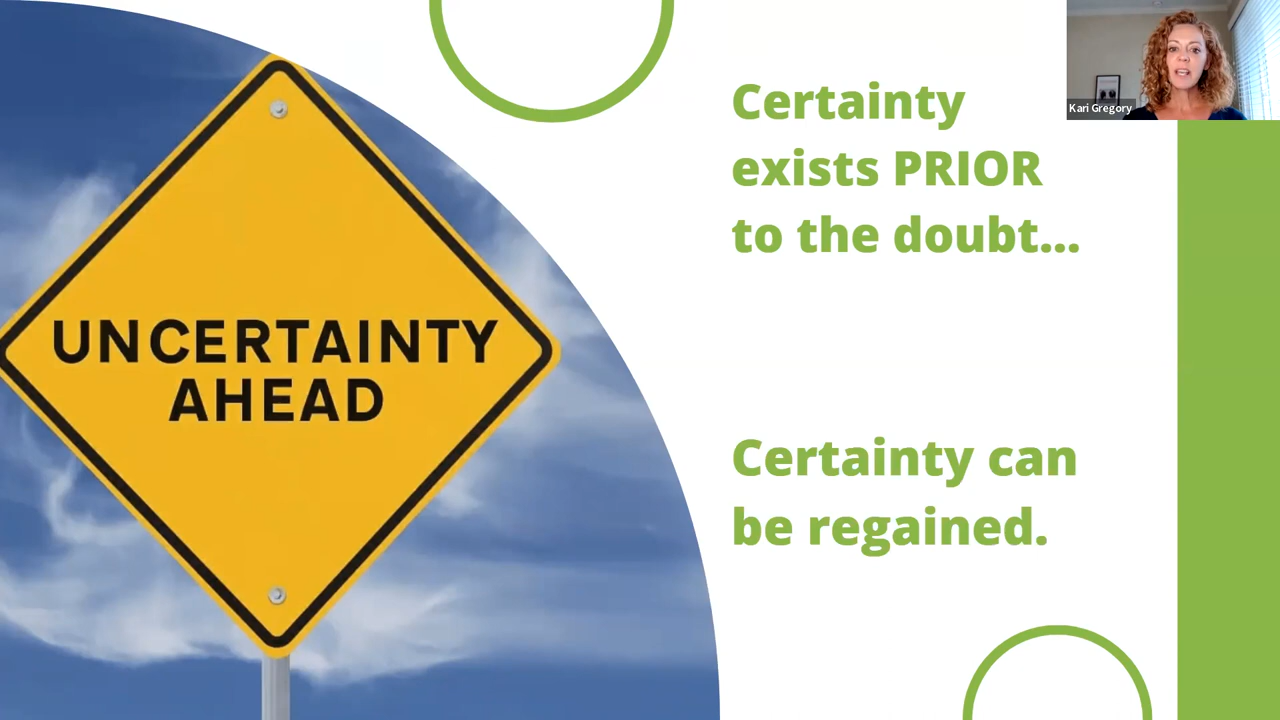 UNCERTAINTY
AHEAD
Certainty
exists PRIOR
to the doubt...
Certainty can
be regained.
Kari Gregory